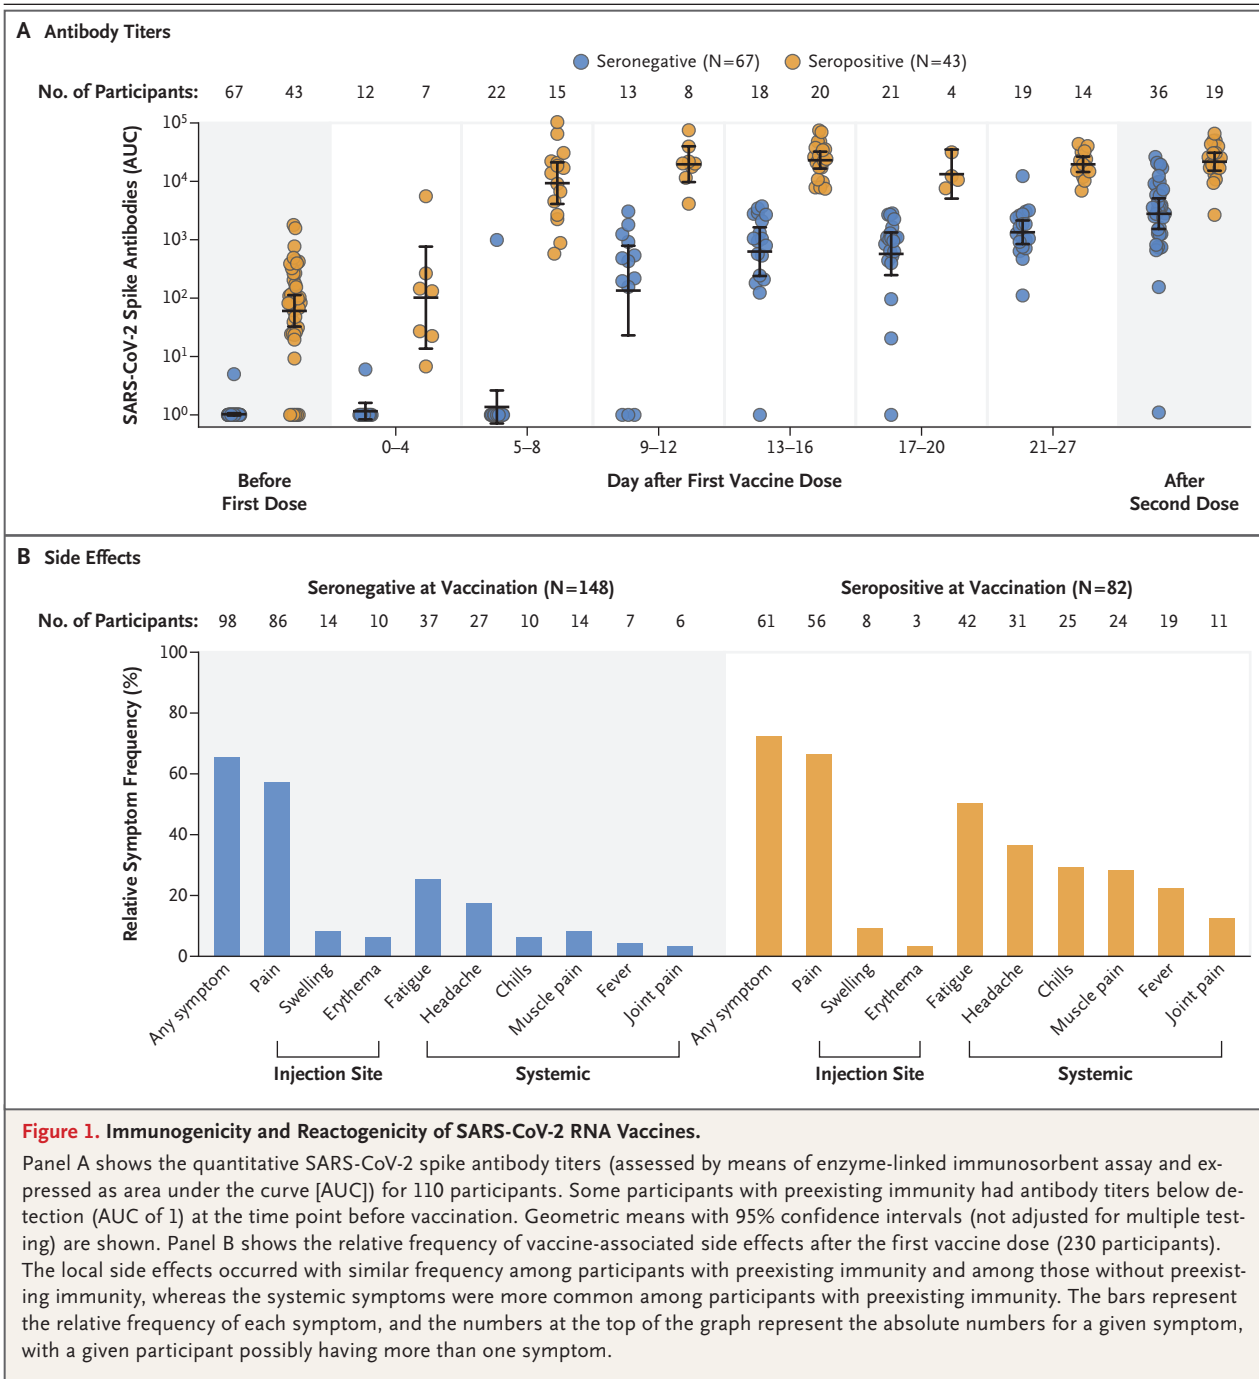 A Antibody Titers
Seronegative (N=67) Seropositive (N=43)
No. of Participants: 67 43 12 7 22 15 13 8 18 20 21 4 19 14 36 19
SARS-CoV-2 Spike Antibodies (AUC)
10⁵
10⁴
10³
10²
10¹
10⁰
0–4 5–8 9–12 13–16 17–20 21–27
Before First Dose
Day after First Vaccine Dose
After Second Dose
B Side Effects
Seronegative at Vaccination (N=148) Seropositive at Vaccination (N=82)
No. of Participants: 98 86 14 10 37 27 10 14 7 6 61 56 8 3 42 31 25 24 19 11
Relative Symptom Frequency (%)
100
80
60
40
20
0
Any symptom Pain Swelling Erythema Fatigue Headache Chills Muscle pain Fever Joint pain Any symptom Pain Swelling Erythema Fatigue Headache Chills Muscle pain Fever Joint pain
Injection Site Systemic Injection Site Systemic
Figure 1. Immunogenicity and Reactogenicity of SARS-CoV-2 RNA Vaccines.
Panel A shows the quantitative SARS-CoV-2 spike antibody titers (assessed by means of enzyme-linked immunosorbent assay and ex-
pressed as area under the curve [AUC]) for 110 participants. Some participants with preexisting immunity had antibody titers below de-
tection (AUC of 1) at the time point before vaccination. Geometric means with 95% confidence intervals (not adjusted for multiple test-
ing) are shown. Panel B shows the relative frequency of vaccine-associated side effects after the first vaccine dose (230 participants).
The local side effects occurred with similar frequency among participants with preexisting immunity and among those without preexist-
ing immunity, whereas the systemic symptoms were more common among participants with preexisting immunity. The bars represent
the relative frequency of each symptom, and the numbers at the top of the graph represent the absolute numbers for a given symptom,
with a given participant possibly having more than one symptom.